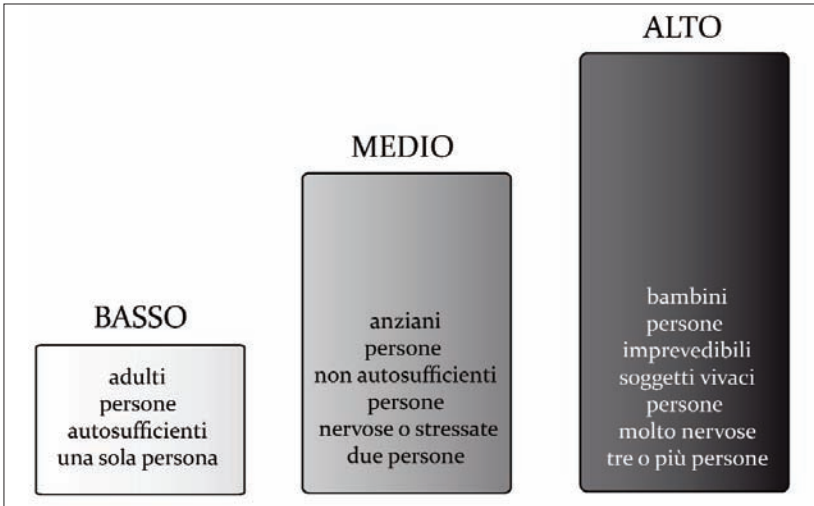 BASSO
adulti
persone
autosufficienti
una sola persona
MEDIO
anziani
persone
non autosufficienti
persone
nervose o stressate
due persone
ALTO
bambini
persone
imprevedibili
soggetti vivaci
persone
molto nervose
tre o più persone